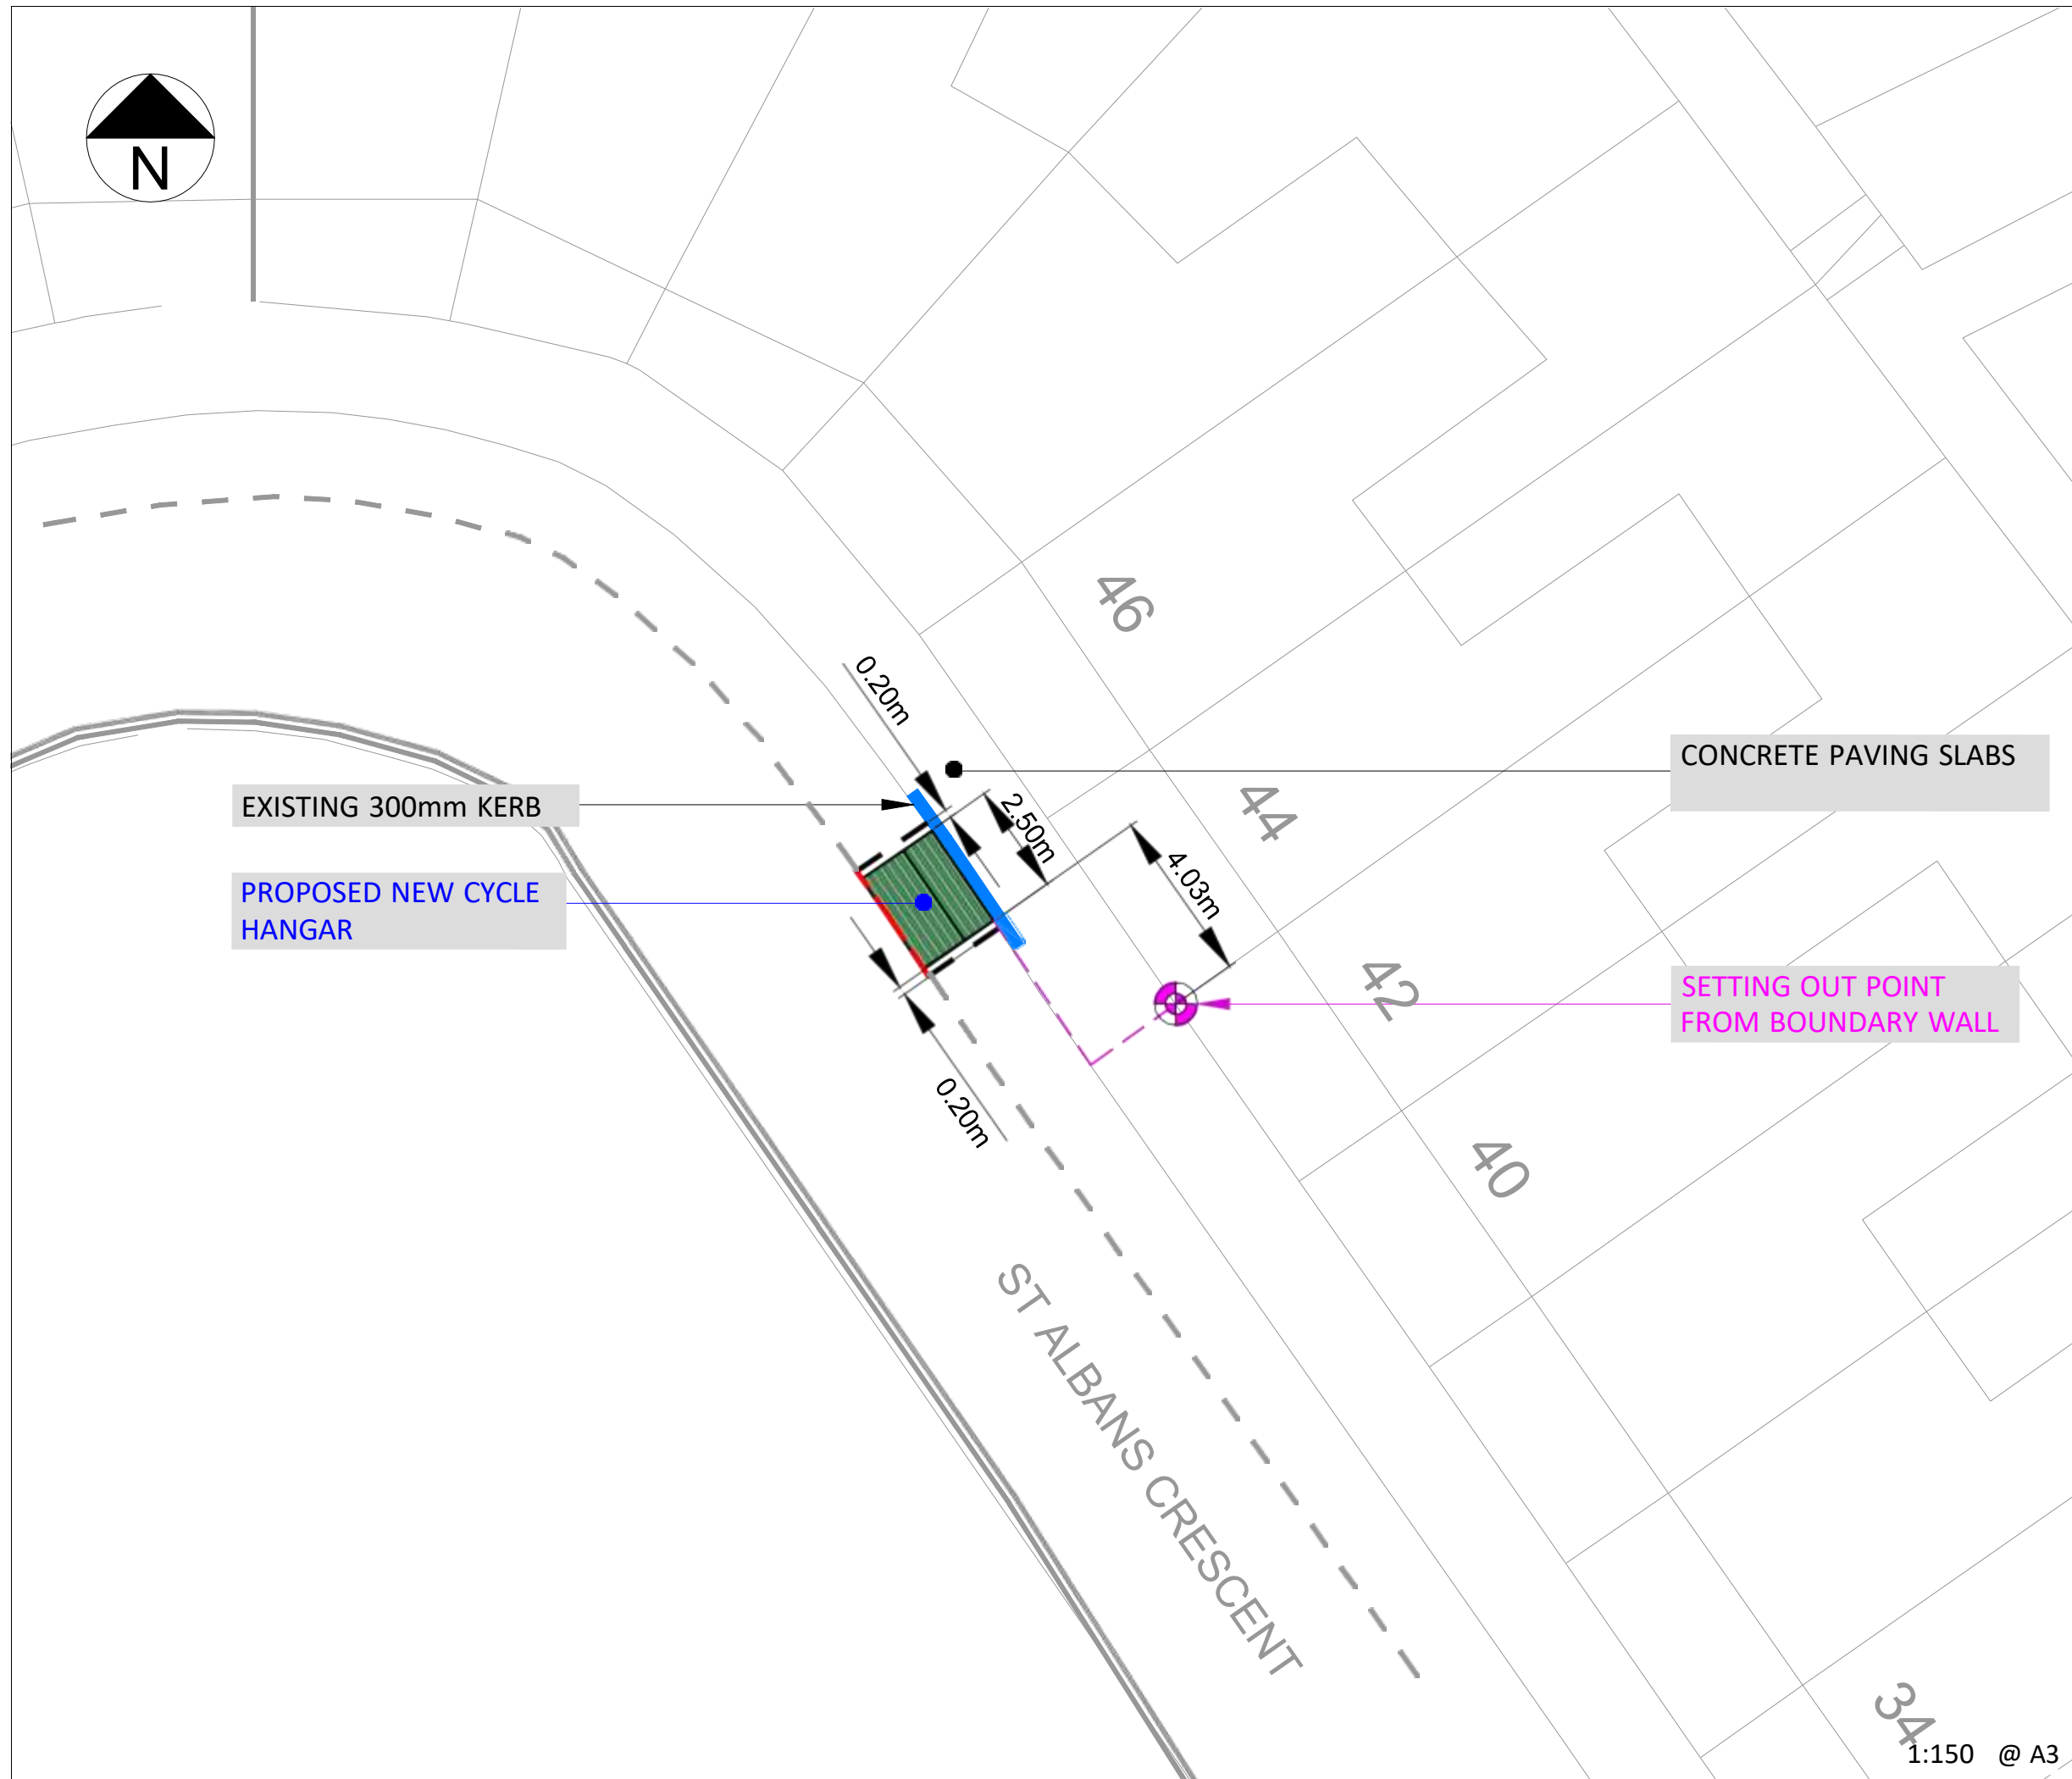 N
46
0.20m
CONCRETE PAVING SLABS
EXISTING 300mm KERB
2.50m
44
4.03m
PROPOSED NEW CYCLE
HANGAR
42
SETTING OUT POINT
FROM BOUNDARY WALL
0.20m
40
ST ALBANS CRESCENT
34
1:150 @ A3